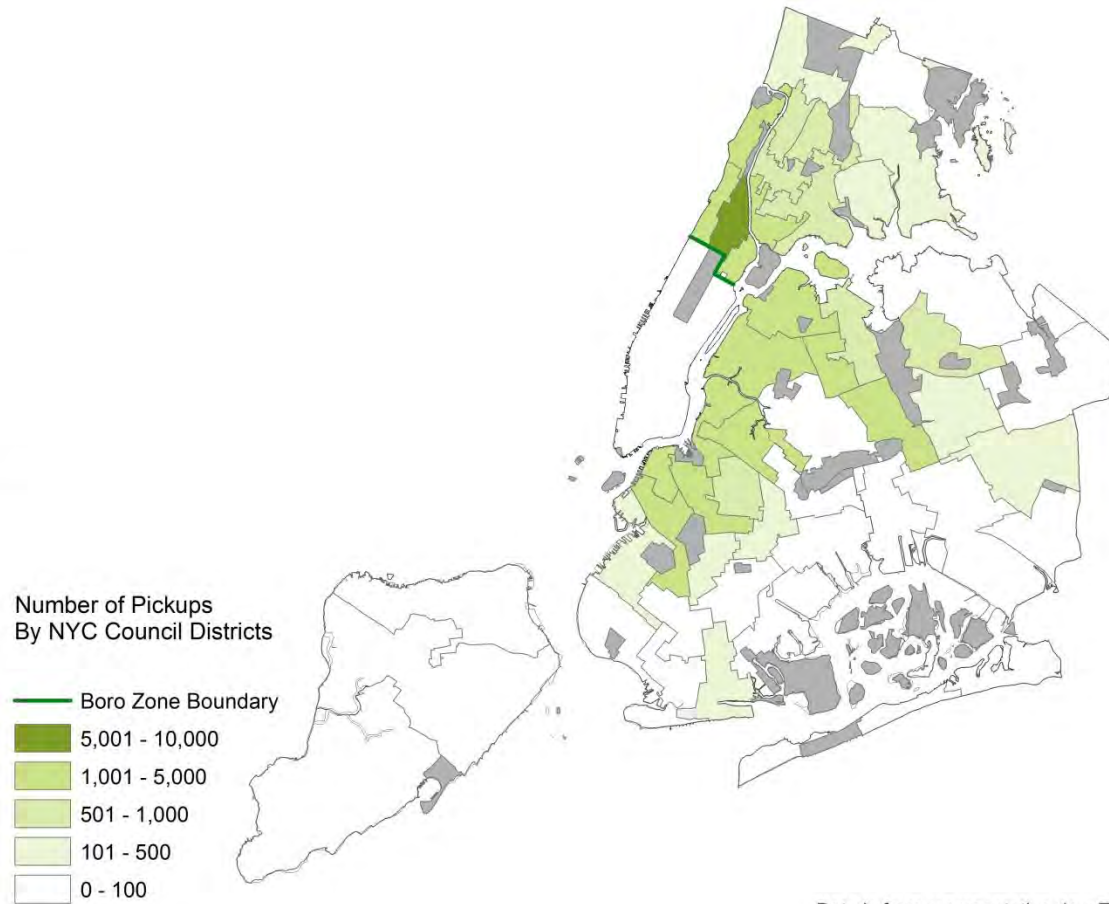 Number of Pickups
By NYC Council Districts
Boro Zone Boundary
5,001 - 10,000
1,001 - 5,000
501 - 1,000
101 - 500
0 - 100